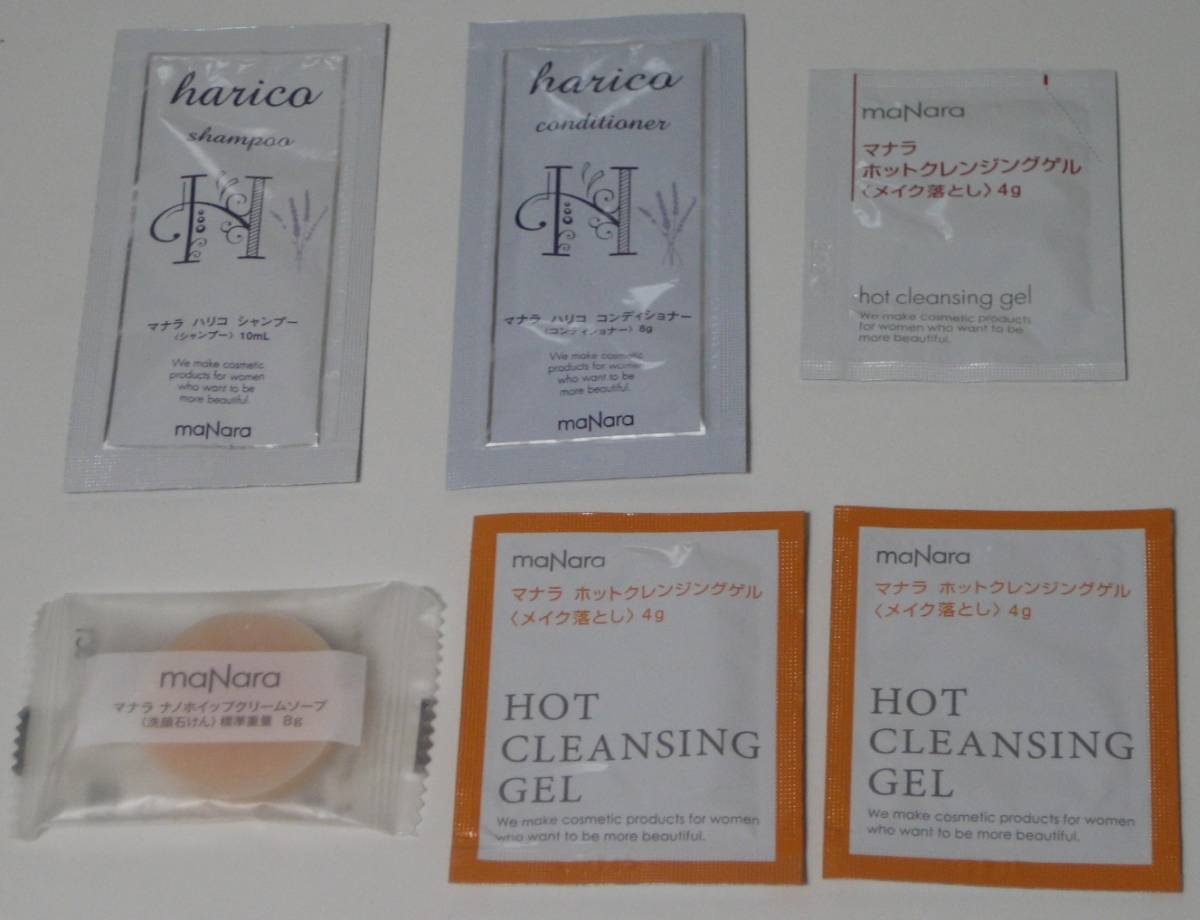 harico
shampoo
H
マナラ ハリコ シャンプー
〈シャンプー〉 10mL
We make cosmetic
products for women
who want to be
more beautiful.
maNara
harico
conditioner
H
マナラ ハリコ コンディショナー
〈コンディショナー〉 8g
We make cosmetic
products for women
who want to be
more beautiful.
maNara
maNara
マナラ
ホットクレンジングゲル
〈メイク落とし〉 4g
hot cleansing gel
We make cosmetic products
for women who want to be
more beautiful.
maNara
マナラ ナノホイップクリームソープ
〈洗顔石けん〉 標準重量 8g
maNara
マナラ ホットクレンジングゲル
〈メイク落とし〉 4g
HOT
CLEANSING
GEL
We make cosmetic products for women
who want to be more beautiful.
maNara
マナラ ホットクレンジングゲル
〈メイク落とし〉 4g
HOT
CLEANSING
GEL
We make cosmetic products for women
who want to be more beautiful.